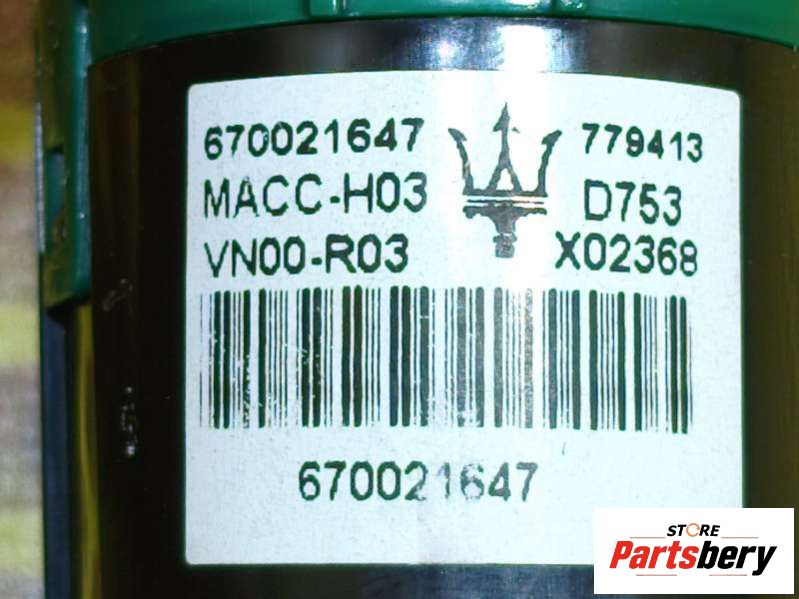 670021647 779413
MACC-H03 D753
VN00-R03 X02368
670021647
STORE
Partsbery